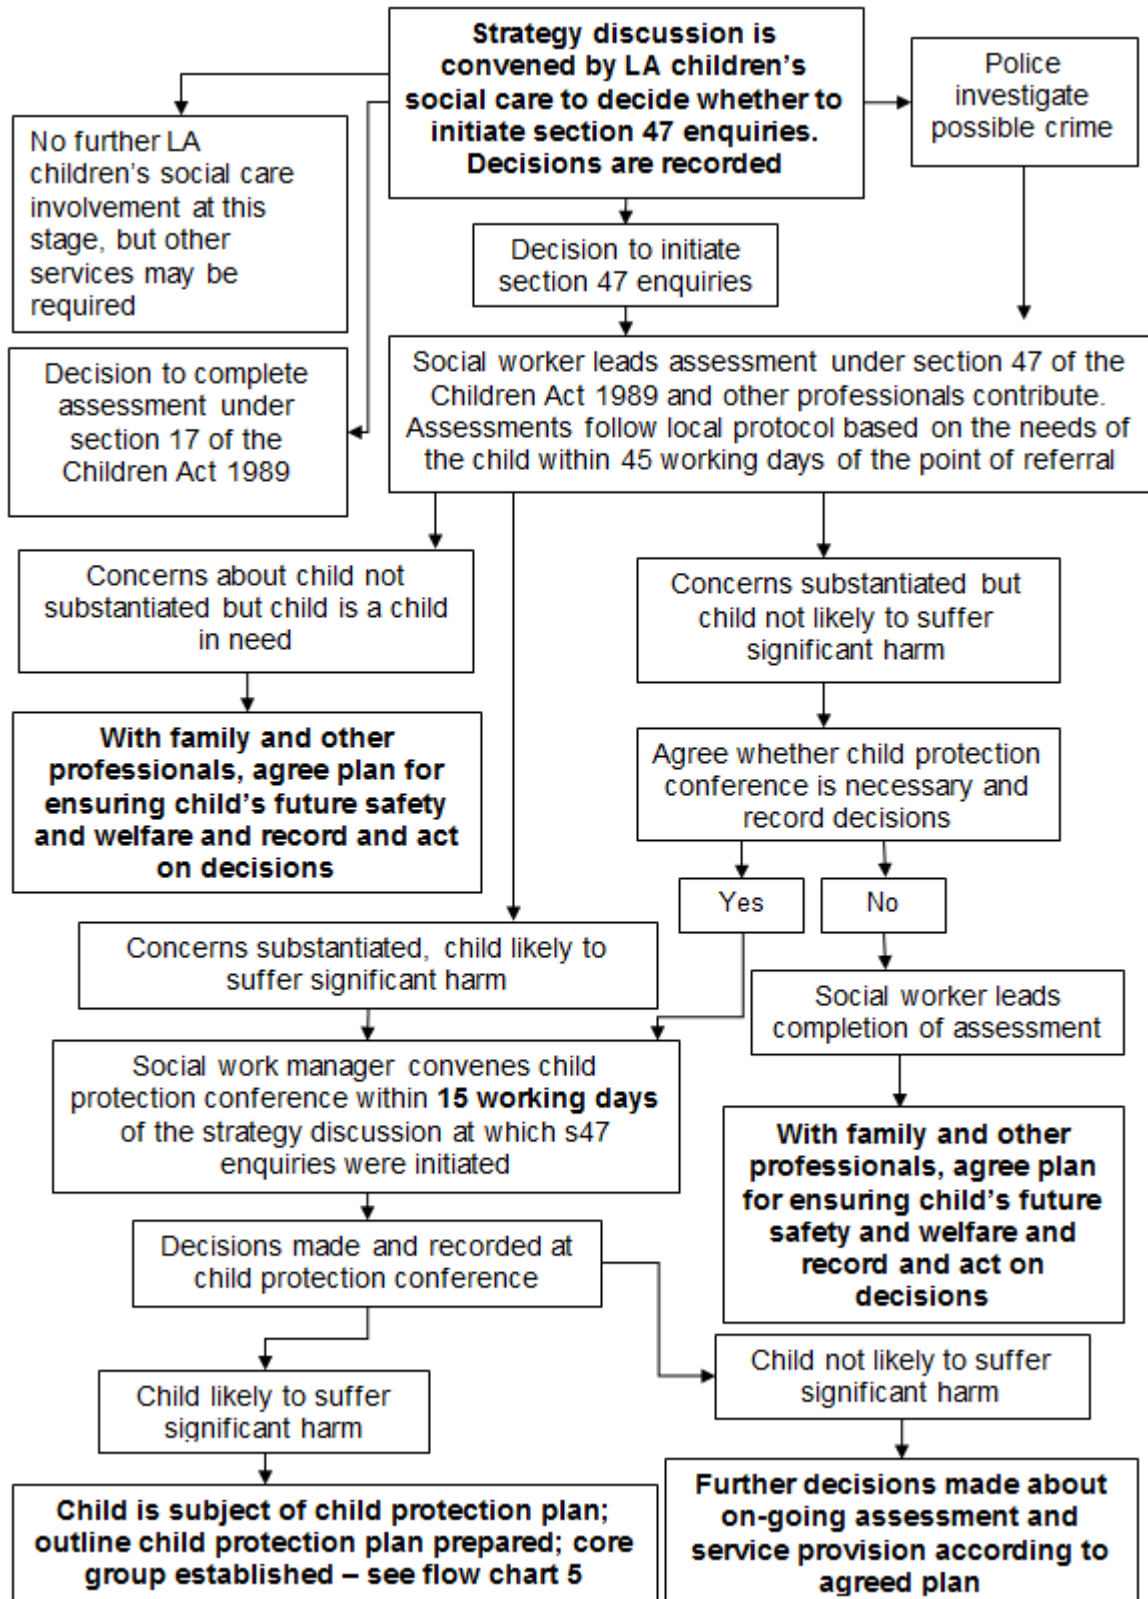 Strategy discussion is
convened by LA children’s
social care to decide whether to
initiate section 47 enquiries.
Decisions are recorded
Police
investigate
possible crime
No further LA
children’s social care
involvement at this
stage, but other
services may be
required
Decision to initiate
section 47 enquiries
Decision to complete
assessment under
section 17 of the
Children Act 1989
Social worker leads assessment under section 47 of the
Children Act 1989 and other professionals contribute.
Assessments follow local protocol based on the needs of
the child within 45 working days of the point of referral
Concerns about child not
substantiated but child is a child
in need
Concerns substantiated but
child not likely to suffer
significant harm
With family and other
professionals, agree plan for
ensuring child’s future safety
and welfare and record and act
on decisions
Agree whether child protection
conference is necessary and
record decisions
Yes
No
Concerns substantiated, child likely to
suffer significant harm
Social worker leads
completion of assessment
Social work manager convenes child
protection conference within 15 working days
of the strategy discussion at which s47
enquiries were initiated
With family and other
professionals, agree plan
for ensuring child’s future
safety and welfare and
record and act on
decisions
Decisions made and recorded at
child protection conference
Child likely to suffer
significant harm
Child not likely to suffer
significant harm
Child is subject of child protection plan;
outline child protection plan prepared; core
group established – see flow chart 5
Further decisions made about
on-going assessment and
service provision according to
agreed plan